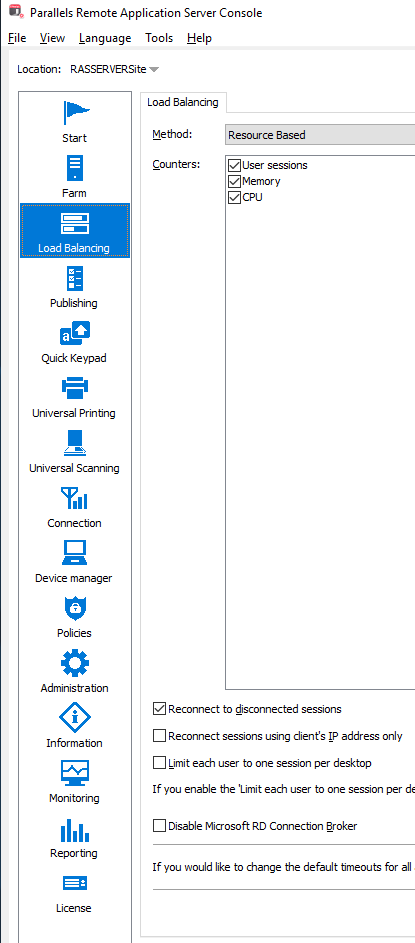 Parallels Remote Application Server Console
File View Language Tools Help
Location: RASSERVERSite
Start
Farm
Load Balancing
Publishing
a
Quick Keypad
Universal Printing
Universal Scanning
Connection
Device manager
Policies
Administration
Information
Monitoring
Reporting
License
Load Balancing
Method: Resource Based
Counters:
User sessions
Memory
CPU
Reconnect to disconnected sessions
Reconnect sessions using client's IP address only
Limit each user to one session per desktop
If you enable the 'Limit each user to one session per de
Disable Microsoft RD Connection Broker
If you would like to change the default timeouts for all